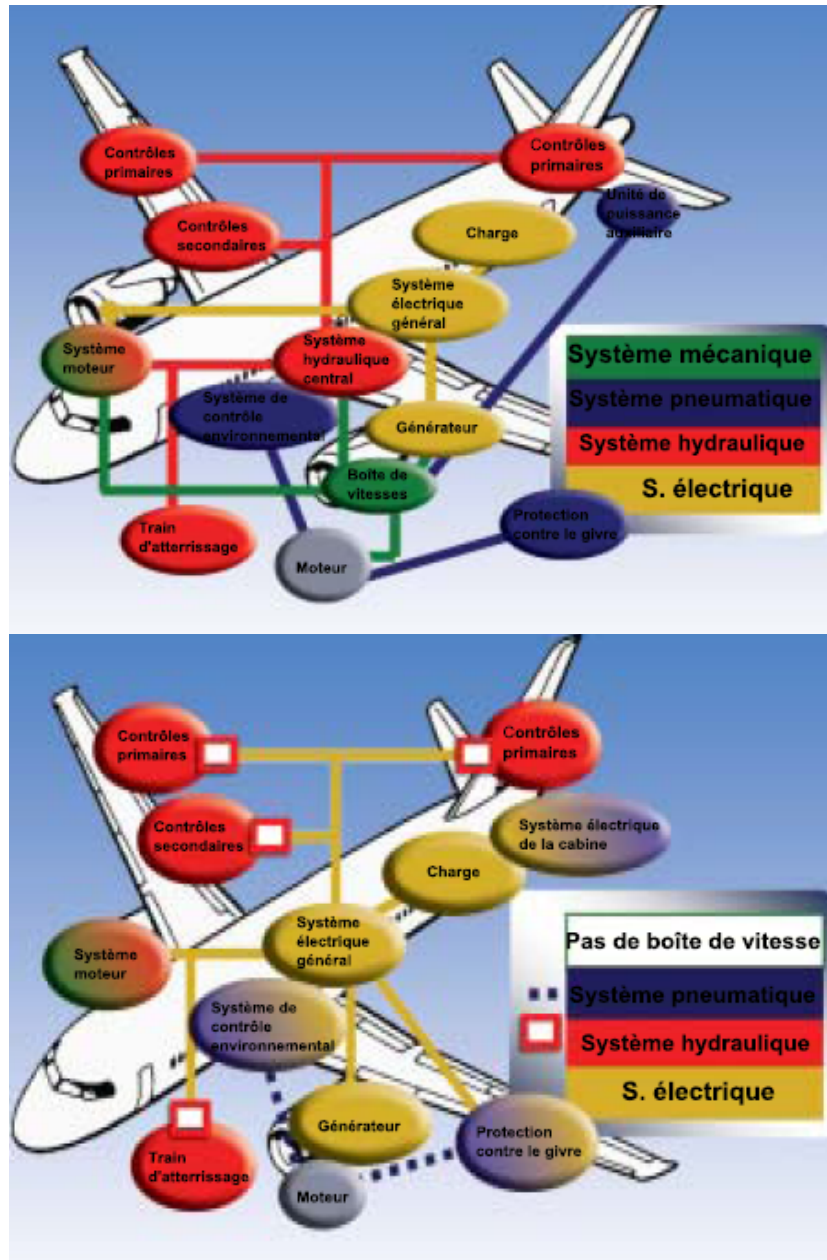 Contrôles
primaires
Contrôles
primaires
Unité de
puissance
auxiliaire
Contrôles
secondaires
Charge
Système
électrique
général
Système
moteur
Système
hydraulique
central
Système mécanique
Système pneumatique
Système hydraulique
S. électrique
Système de
contrôle
environnemental
Générateur
Boîte de
vitesses
Train
d'atterrissage
Moteur
Protection
contre le givre
Contrôles
primaires
Contrôles
primaires
Contrôles
secondaires
Système électrique
de la cabine
Charge
Système
moteur
Système
électrique
général
Pas de boîte de vitesse
Système pneumatique
Système hydraulique
S. électrique
Système de
contrôle
environnemental
Générateur
Protection
contre le givre
Train
d'atterrissage
Moteur